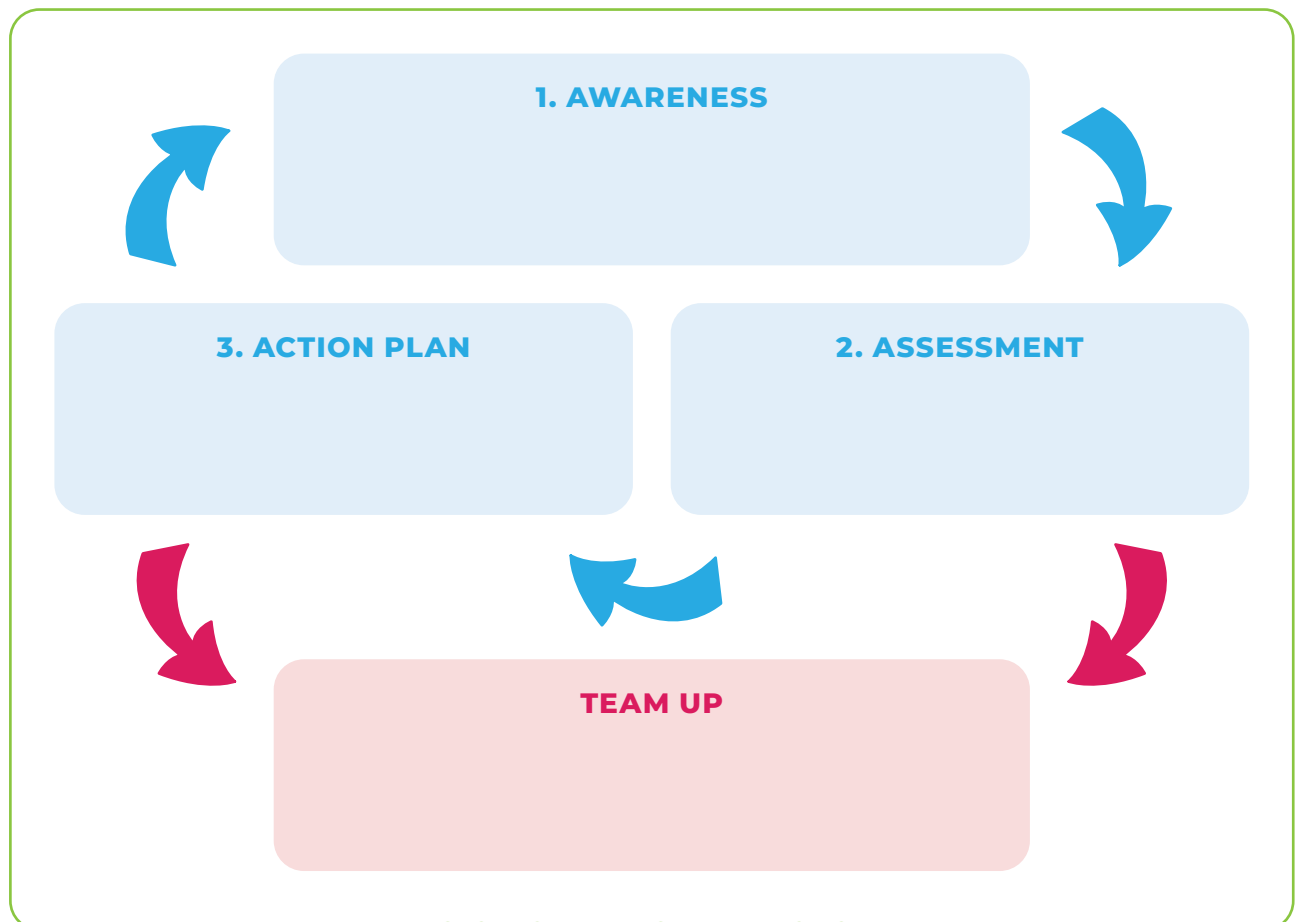 1. AWARENESS
3. ACTION PLAN
2. ASSESSMENT
TEAM UP